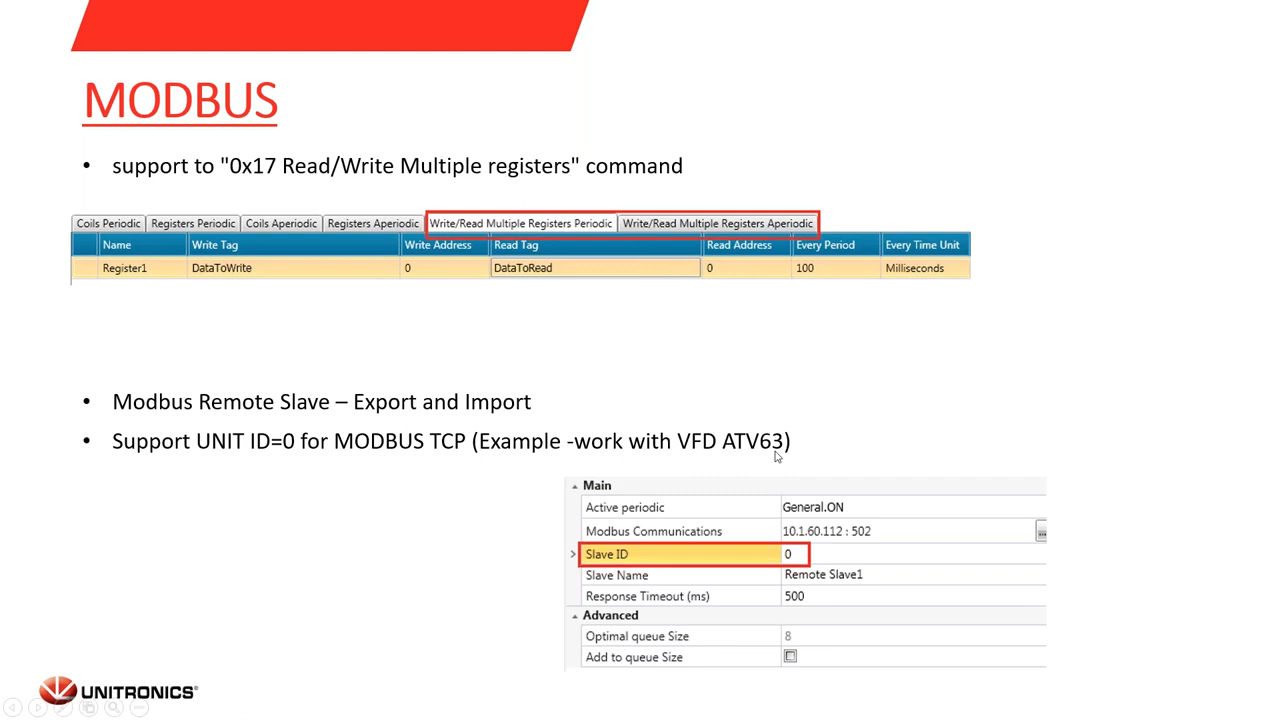 MODBUS
• support to "0x17 Read/Write Multiple registers" command
Coils Periodic Registers Periodic Coils Aperiodic Registers Aperiodic Write/Read Multiple Registers Periodic Write/Read Multiple Registers Aperiodic
Name Write Tag Write Address Read Tag Read Address Every Period Every Time Unit
Register1 DataToWrite 0 DataToRead 0 100 Milliseconds
• Modbus Remote Slave – Export and Import
• Support UNIT ID=0 for MODBUS TCP (Example -work with VFD ATV63)
Main
Active periodic General.ON
Modbus Communications 10.1.60.112 : 502
Slave ID 0
Slave Name Remote Slave1
Response Timeout (ms) 500
Advanced
Optimal queue Size 8
Add to queue Size
UNITRONICS